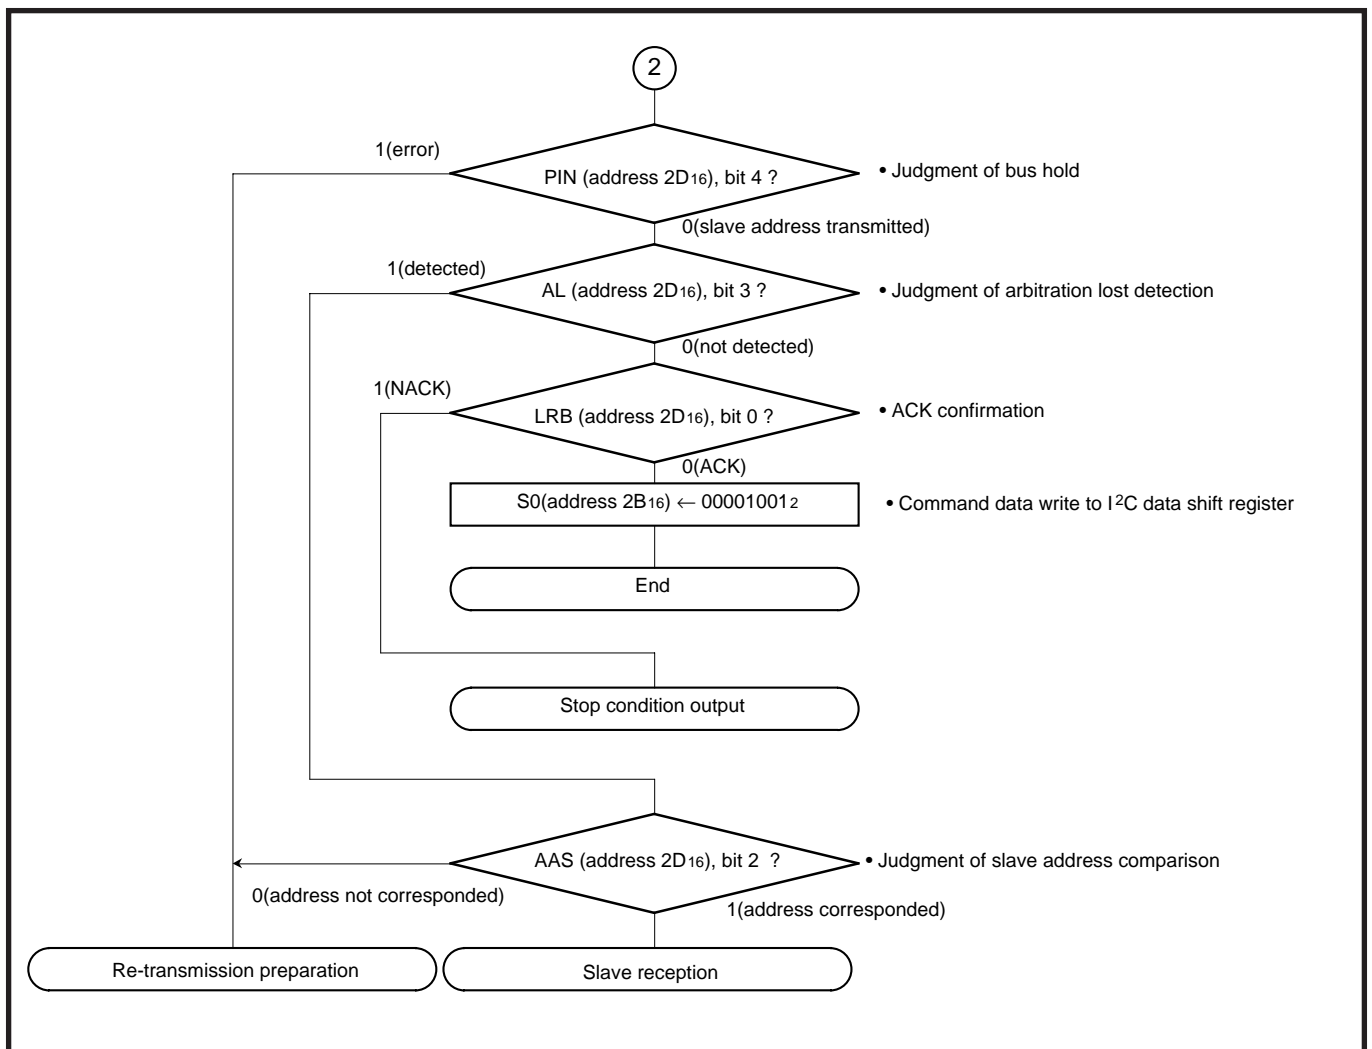 2
1(error)
PIN (address 2D16), bit 4 ?
• Judgment of bus hold
0(slave address transmitted)
1(detected)
AL (address 2D16), bit 3 ?
• Judgment of arbitration lost detection
0(not detected)
1(NACK)
LRB (address 2D16), bit 0 ?
• ACK confirmation
0(ACK)
S0(address 2B16) ← 000010012
• Command data write to I2C data shift register
End
Stop condition output
AAS (address 2D16), bit 2 ?
• Judgment of slave address comparison
0(address not corresponded)
1(address corresponded)
Re-transmission preparation
Slave reception